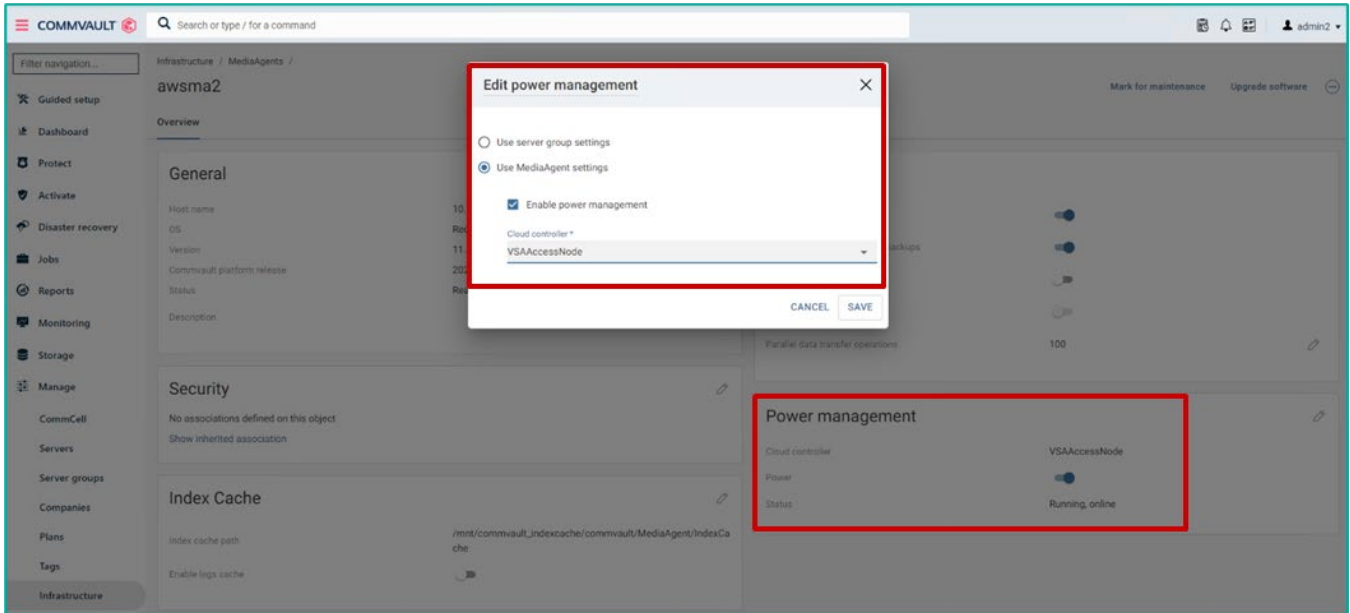 COMMVAULT
Search or type / for a command
admin2
Filter navigation...
Guided setup
Dashboard
Protect
Activate
Disaster recovery
Jobs
Reports
Monitoring
Storage
Manage
CommCell
Servers
Server groups
Companies
Plans
Tags
Infrastructure
Infrastructure / MediaAgents /
awsma2
Mark for maintenance
Upgrade software
Overview
General
Host name 10.
OS
Version 11.
Commvault platform release 202
Status
Description
Edit power management
Use server group settings
Use MediaAgent settings
Enable power management
Cloud controller *
VSAAccessNode
CANCEL SAVE
Parallel data transfer operations 100
Security
No associations defined on this object
Show inherited association
Index Cache
Index cache path /mnt/commvault_indexcache/commvault/MediaAgent/IndexCa
che
Enable logs cache
Power management
Cloud controller VSAAccessNode
Power
Status Running, online